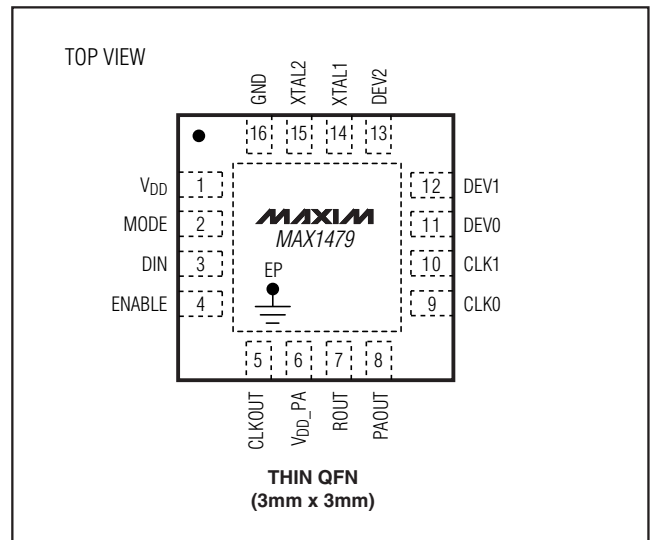 TOP VIEW
GND XTAL2 XTAL1 DEV2
16 15 14 13
VDD 1
MODE 2
DIN 3
ENABLE 4
MAXIM
MAX1479
EP
12 DEV1
11 DEV0
10 CLK1
9 CLK0
5 6 7 8
CLKOUT VDD_PA ROUT PAOUT
THIN QFN
(3mm x 3mm)